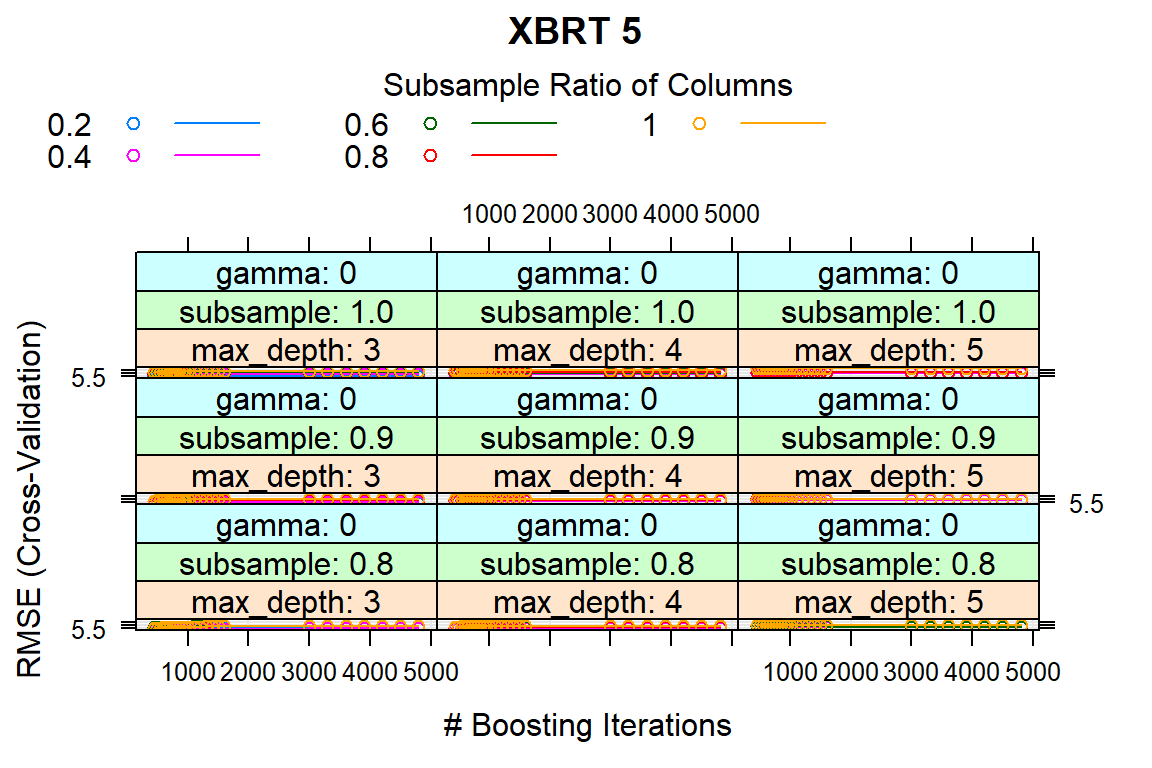 XBRT 5
Subsample Ratio of Columns
0.2 0.6 1
0.4 0.8
1000 2000 3000 4000 5000
gamma: 0 gamma: 0 gamma: 0
subsample: 1.0 subsample: 1.0 subsample: 1.0
max_depth: 3 max_depth: 4 max_depth: 5
5.5
gamma: 0 gamma: 0 gamma: 0
subsample: 0.9 subsample: 0.9 subsample: 0.9
max_depth: 3 max_depth: 4 max_depth: 5
5.5
gamma: 0 gamma: 0 gamma: 0
subsample: 0.8 subsample: 0.8 subsample: 0.8
max_depth: 3 max_depth: 4 max_depth: 5
5.5
RMSE (Cross-Validation)
1000 2000 3000 4000 5000 1000 2000 3000 4000 5000
# Boosting Iterations